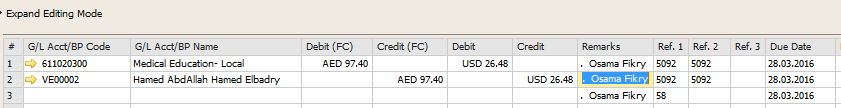 Expand Editing Mode
# G/L Acct/BP Code G/L Acct/BP Name Debit (FC) Credit (FC) Debit Credit Remarks Ref. 1 Ref. 2 Ref. 3 Due Date
1 611020300 Medical Education- Local AED 97.40 USD 26.48 . Osama Fikry 5092 5092 28.03.2016
2 VE00002 Hamed AbdAllah Hamed Elbadry AED 97.40 USD 26.48 . Osama Fikry 5092 5092 28.03.2016
3 . Osama Fikry 58 28.03.2016